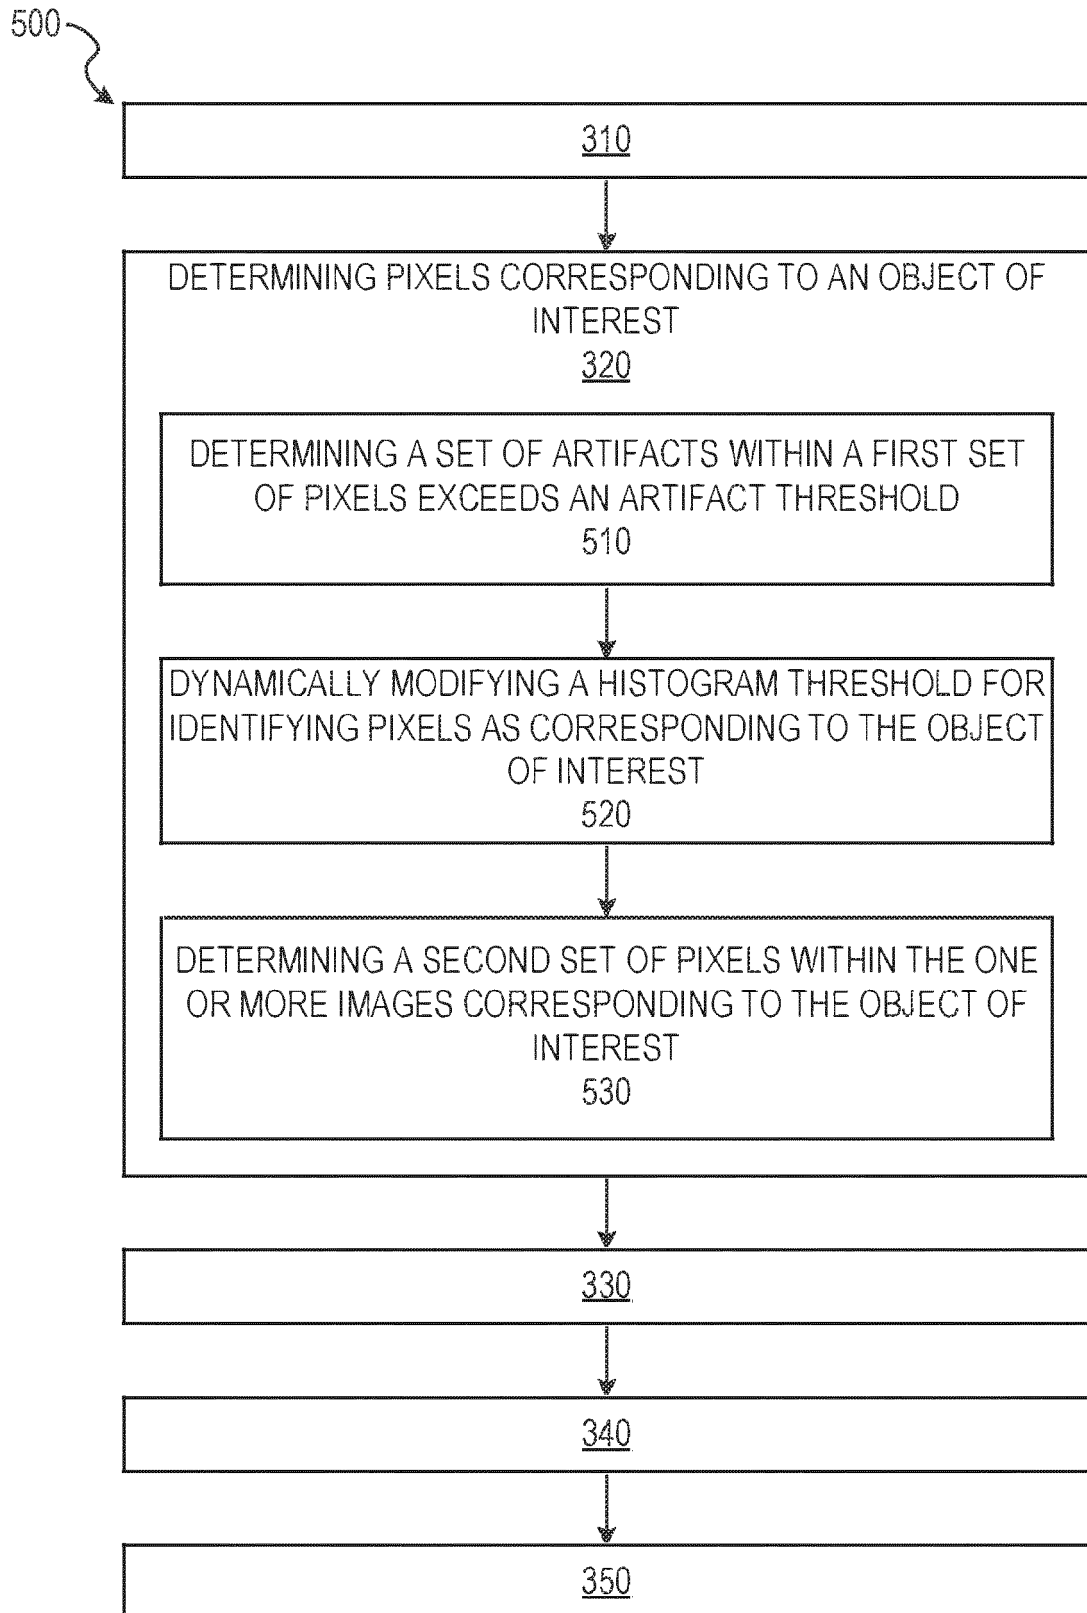 500
310
DETERMINING PIXELS CORRESPONDING TO AN OBJECT OF
INTEREST
320
DETERMINING A SET OF ARTIFACTS WITHIN A FIRST SET
OF PIXELS EXCEEDS AN ARTIFACT THRESHOLD
510
DYNAMICALLY MODIFYING A HISTOGRAM THRESHOLD FOR
IDENTIFYING PIXELS AS CORRESPONDING TO THE OBJECT
OF INTEREST
520
DETERMINING A SECOND SET OF PIXELS WITHIN THE ONE
OR MORE IMAGES CORRESPONDING TO THE OBJECT OF
INTEREST
530
330
340
350